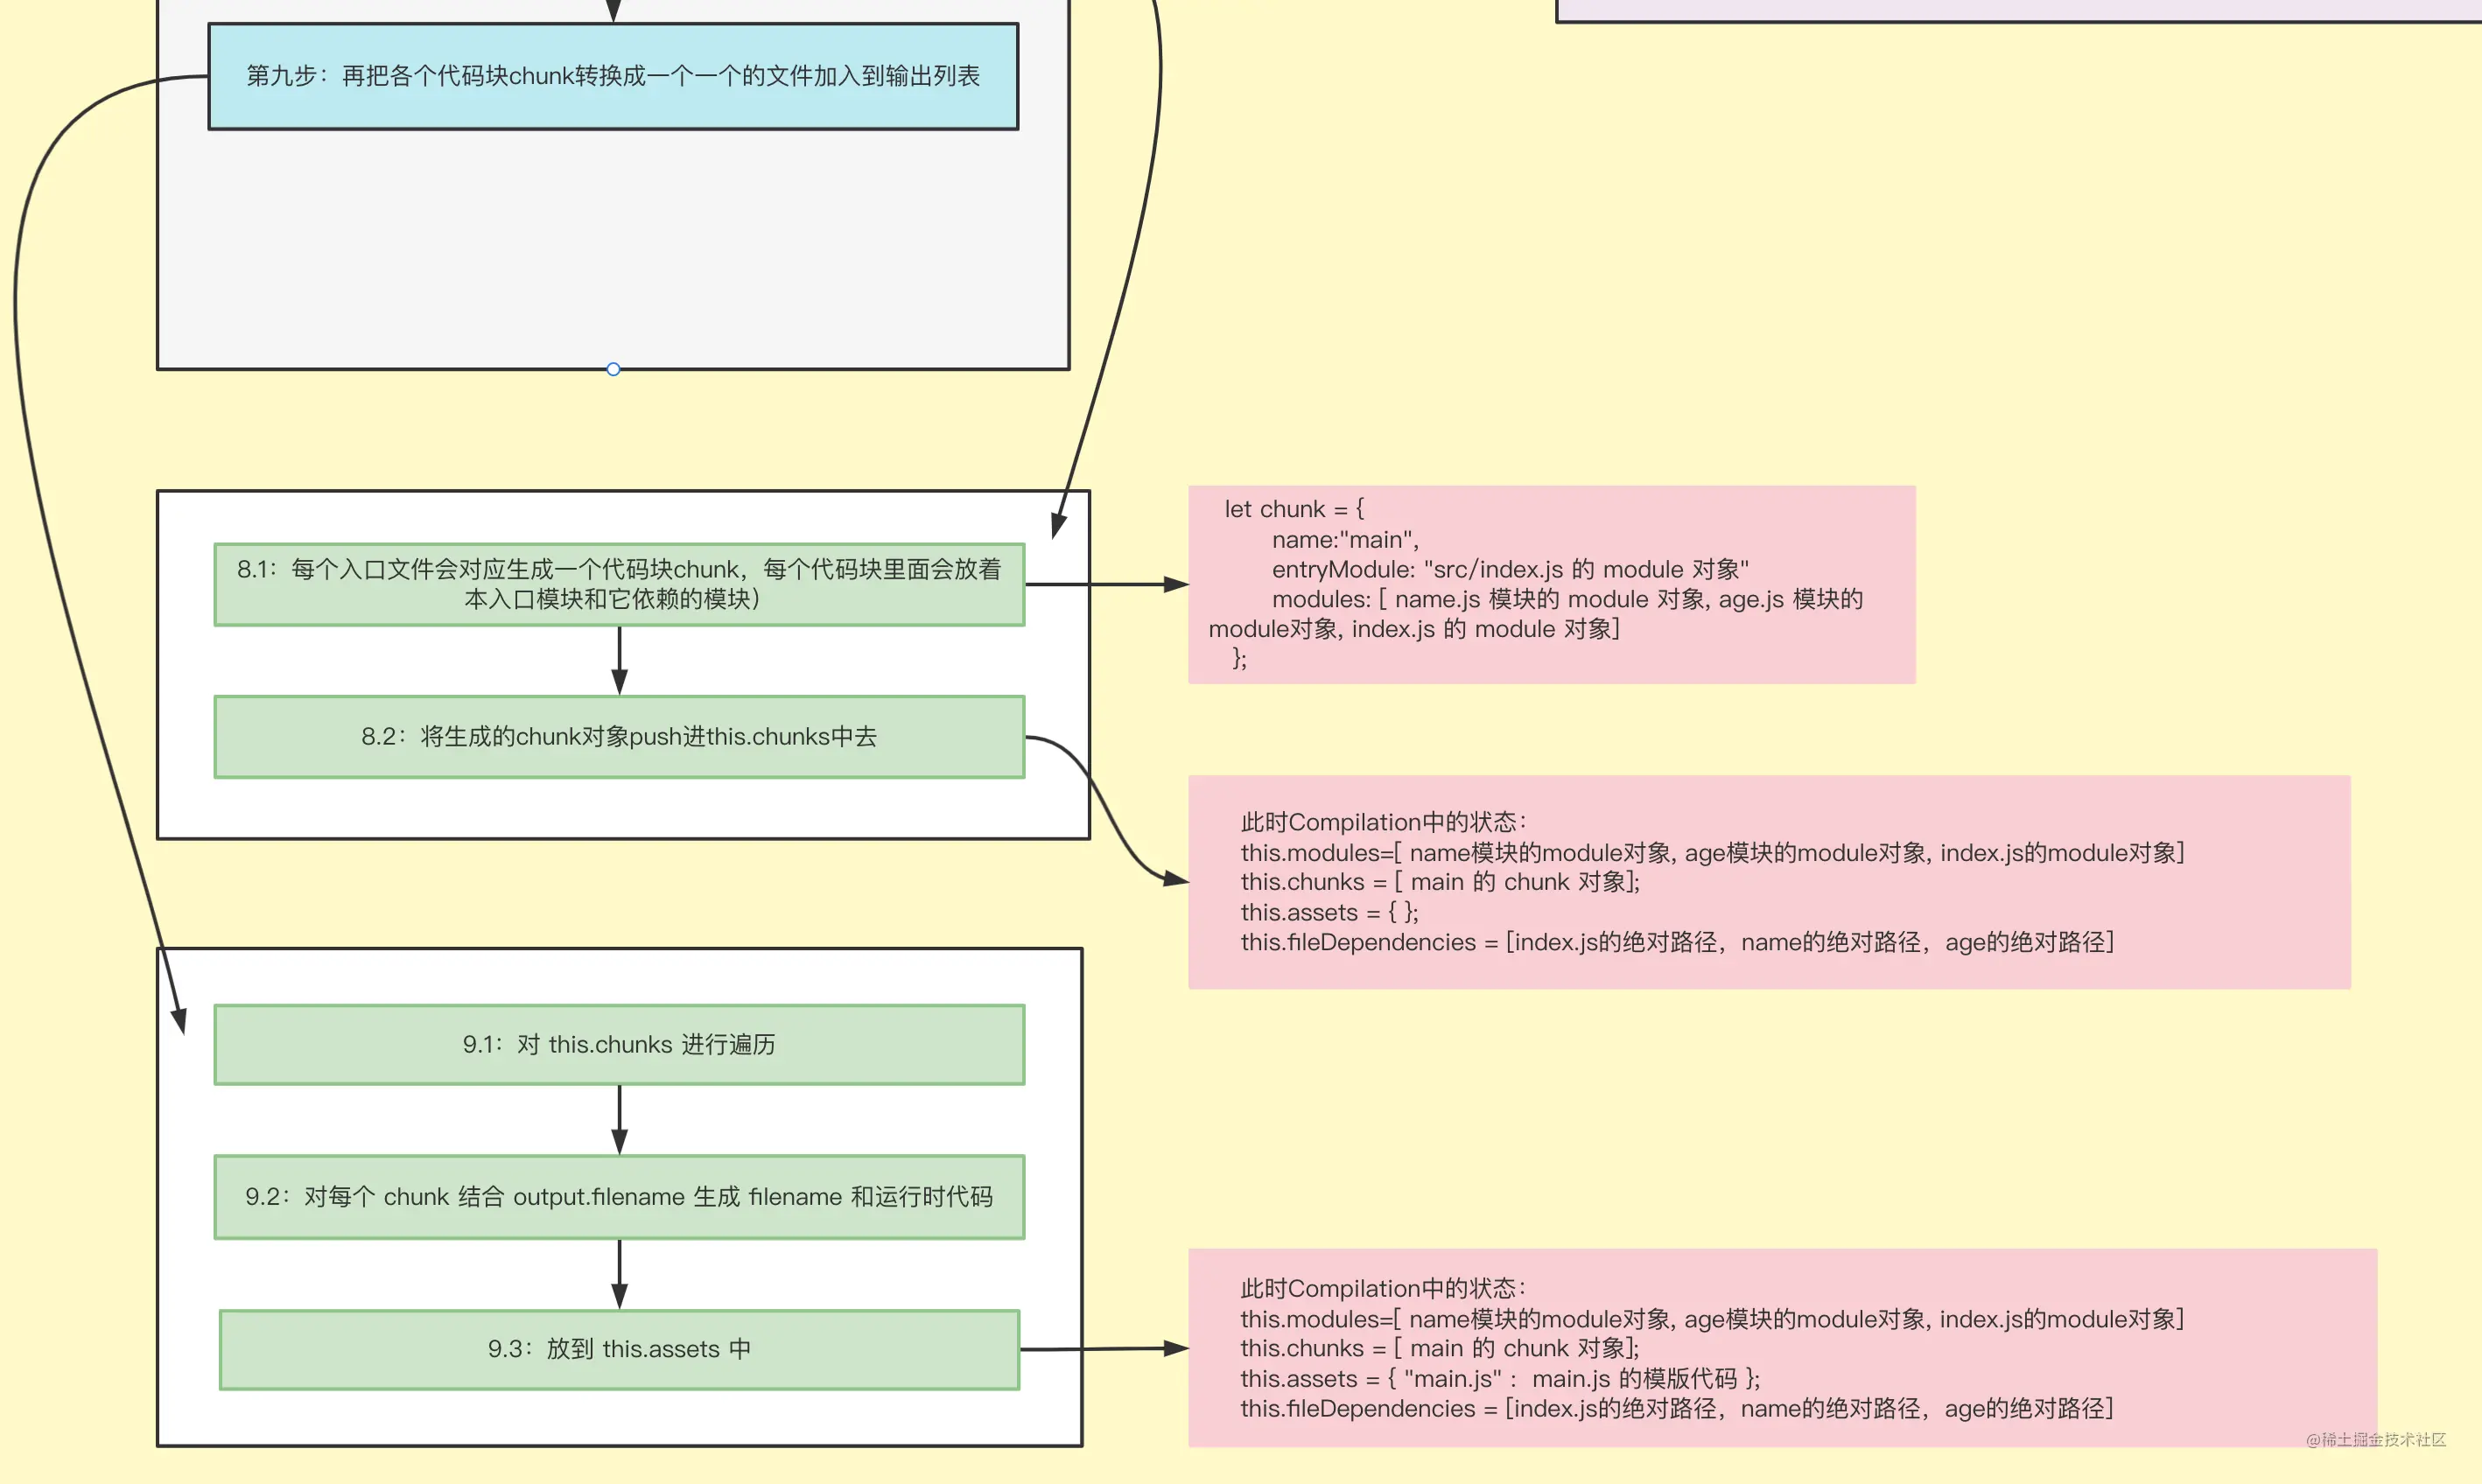 第九步：再把各个代码块chunk转换成一个一个的文件加入到输出列表
8.1：每个入口文件会对应生成一个代码块chunk，每个代码块里面会放着
本入口模块和它依赖的模块）
8.2：将生成的chunk对象push进this.chunks中去
let chunk = {
name:"main",
entryModule: "src/index.js 的 module 对象"
modules: [ name.js 模块的 module 对象, age.js 模块的
module对象, index.js 的 module 对象]
};
此时Compilation中的状态：
this.modules=[ name模块的module对象, age模块的module对象, index.js的module对象]
this.chunks = [ main 的 chunk 对象];
this.assets = { };
this.fileDependencies = [index.js的绝对路径，name的绝对路径，age的绝对路径]
9.1：对 this.chunks 进行遍历
9.2：对每个 chunk 结合 output.filename 生成 filename 和运行时代码
9.3：放到 this.assets 中
此时Compilation中的状态：
this.modules=[ name模块的module对象, age模块的module对象, index.js的module对象]
this.chunks = [ main 的 chunk 对象];
this.assets = { "main.js" ： main.js 的模版代码 };
this.fileDependencies = [index.js的绝对路径，name的绝对路径，age的绝对路径]
@稀土掘金技术社区